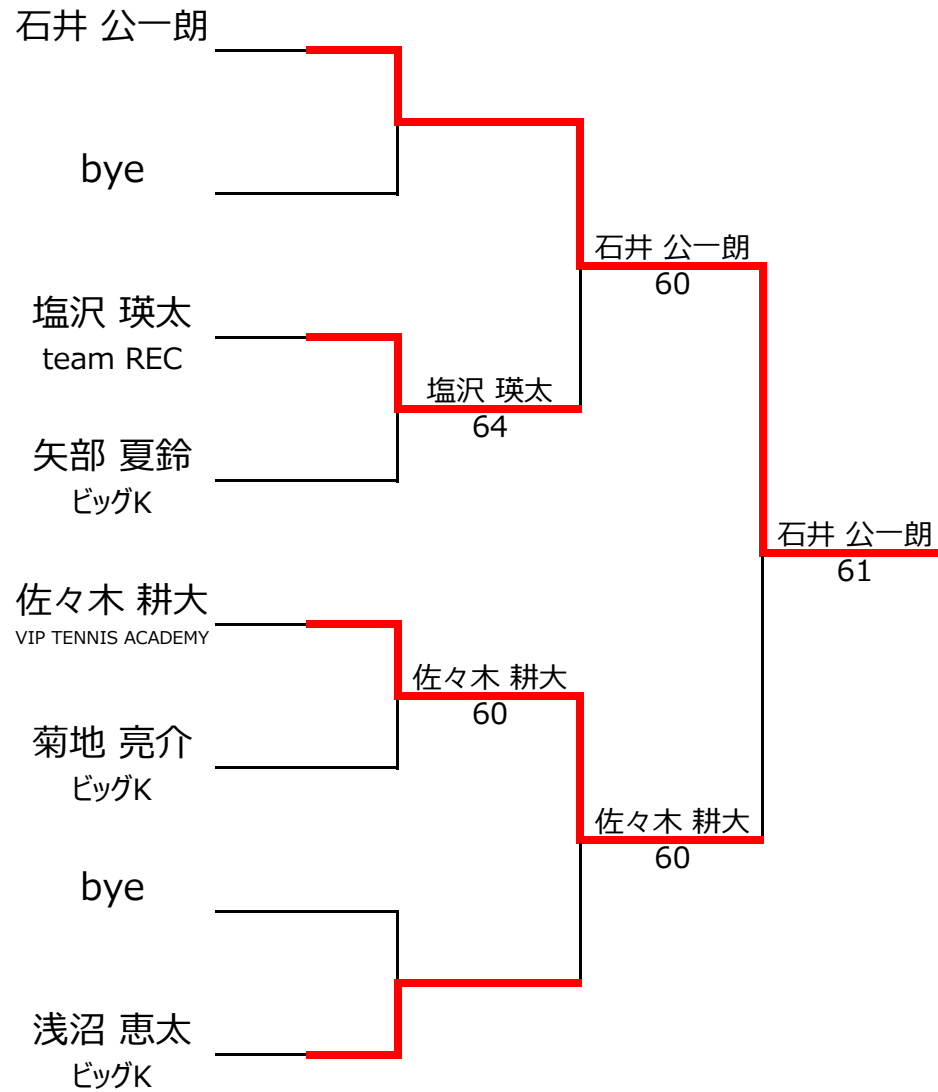 石井 公一朗
bye
塩沢 瑛太
team REC
矢部 夏鈴
ビッグK
佐々木 耕大
VIP TENNIS ACADEMY
菊地 亮介
ビッグK
bye
浅沼 恵太
ビッグK
塩沢 瑛太
64
佐々木 耕大
60
石井 公一朗
60
佐々木 耕大
60
石井 公一朗
61